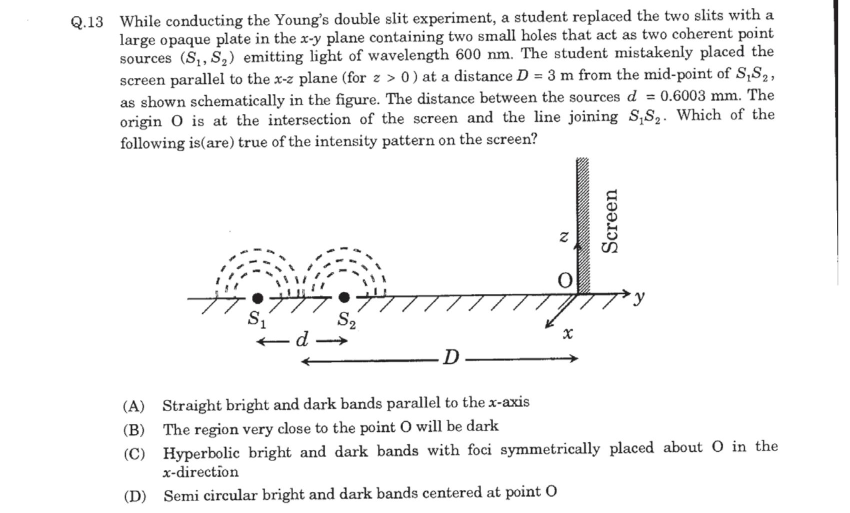 Q.13 While conducting the Young's double slit experiment, a student replaced the two slits with a
large opaque plate in the x-y plane containing two small holes that act as two coherent point
sources (S₁, S₂) emitting light of wavelength 600 nm. The student mistakenly placed the
screen parallel to the x-z plane (for z > 0) at a distance D = 3 m from the mid-point of S₁S₂,
as shown schematically in the figure. The distance between the sources d = 0.6003 mm. The
origin O is at the intersection of the screen and the line joining S₁S₂. Which of the
following is(are) true of the intensity pattern on the screen?
Screen
z
O
y
S₁
S₂
x
d
D
(A) Straight bright and dark bands parallel to the x-axis
(B) The region very close to the point O will be dark
(C) Hyperbolic bright and dark bands with foci symmetrically placed about O in the
x-direction
(D) Semi circular bright and dark bands centered at point O